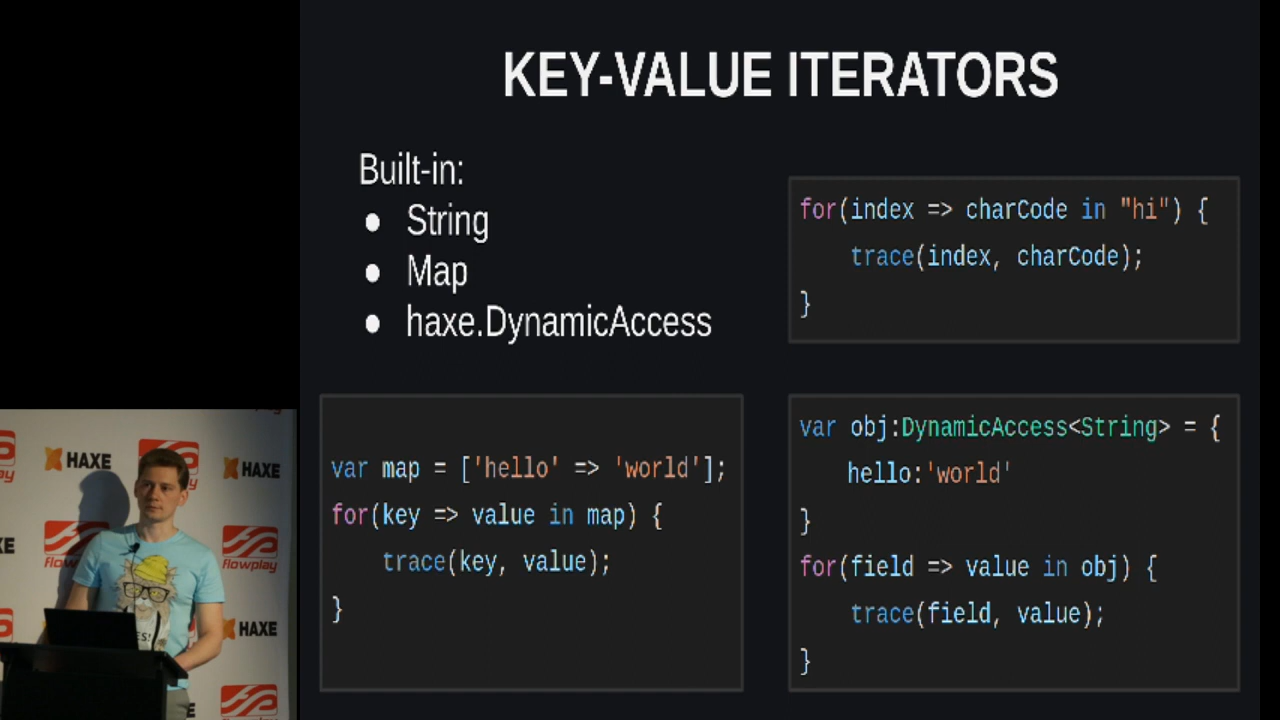 KEY-VALUE ITERATORS
Built-in:
● String
● Map
● haxe.DynamicAccess
for(index => charCode in "hi") {
trace(index, charCode);
}
var map = ['hello' => 'world'];
for(key => value in map) {
trace(key, value);
}
var obj:DynamicAccess<String> = {
hello:'world'
}
for(field => value in obj) {
trace(field, value);
}
HAXE
HAXE
flowplay
flowplay
HAXE